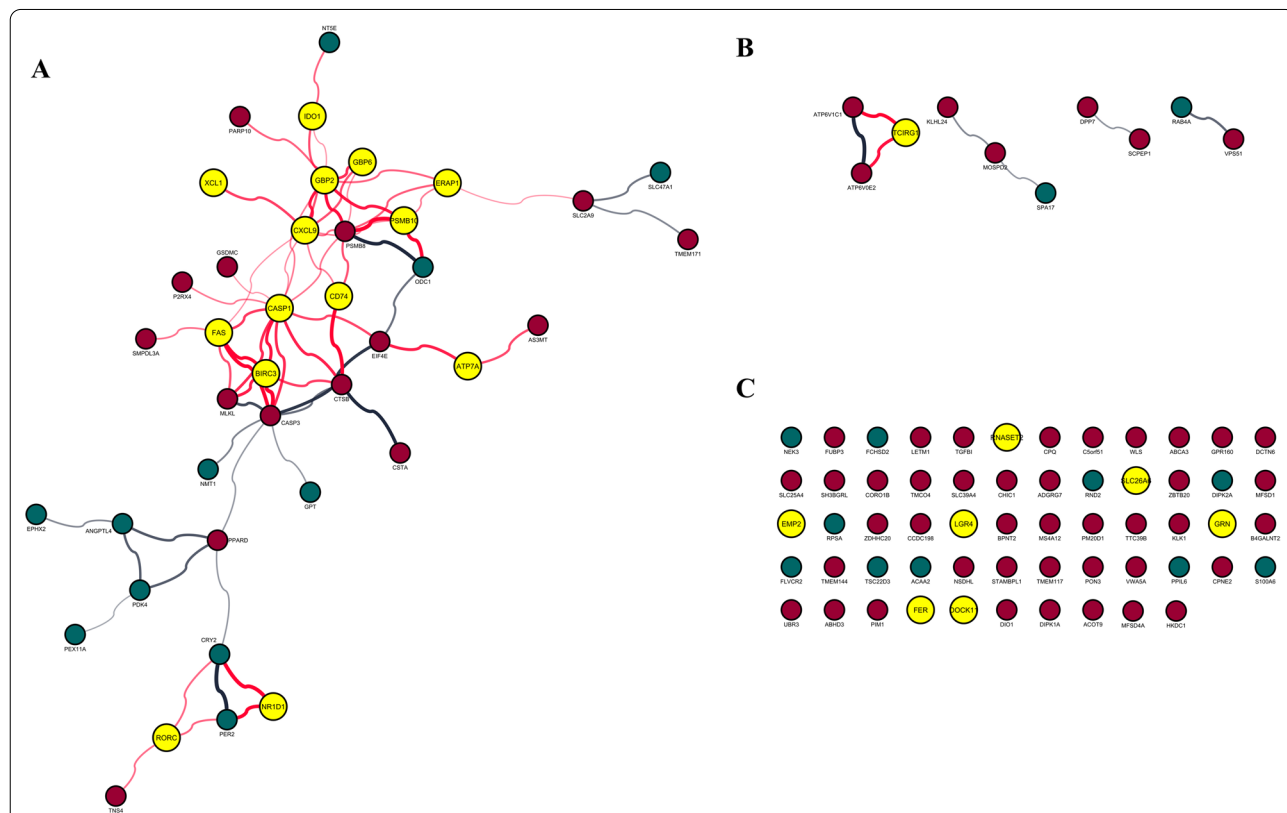 A
NT5E
IDO1
PARP10
GBP6
GBP2
XCL1
ERAP1
SLC47A1
SLC2A9
PSMB10
CXCL9
PSMB8
TMEM171
GSDMC
ODC1
P2RX4
CD74
CASP1
AS3MT
FAS
SMPDL3A
EIF4E
ATP7A
BIRC3
CTSB
MLKL
CASP3
CSTA
NMT1
GPT
EPHX2
ANGPTL4
PPARD
PDK4
PEX11A
CRY2
NR1D1
PER2
RORC
TNS4
B
ATP6V1C1
KLHL24
DPP7
RAB4A
TCIRG1
SCPEP1
VPS51
MOSPD2
ATP6V0E2
SPA17
C
NEK3 FUBP3 FCHSD2 LETM1 TGFBI RNASET2 CPQ C5orf51 WLS ABCA3 GPR160 DCTN6
SLC25A4 SH3BGRL CORO1B TMCO4 SLC39A4 CHIC1 ADGRG7 RND2 SLC26A6 ZBTB20 DIPK2A MFSD1
EMP2 RPSA ZDHHC20 CCDC198 LGR4 BPNT2 MS4A12 PM20D1 TTC39B KLK1 GRN B4GALNT2
FLVCR2 TMEM144 TSC22D3 ACAA2 NSDHL STAMBPL1 TMEM117 PON3 VWA5A PPIL6 CPNE2 S100A6
UBR3 ABHD3 PIM1 FER DOCK11 DIO1 DIPK1A ACOT9 MFSD4A HKDC1